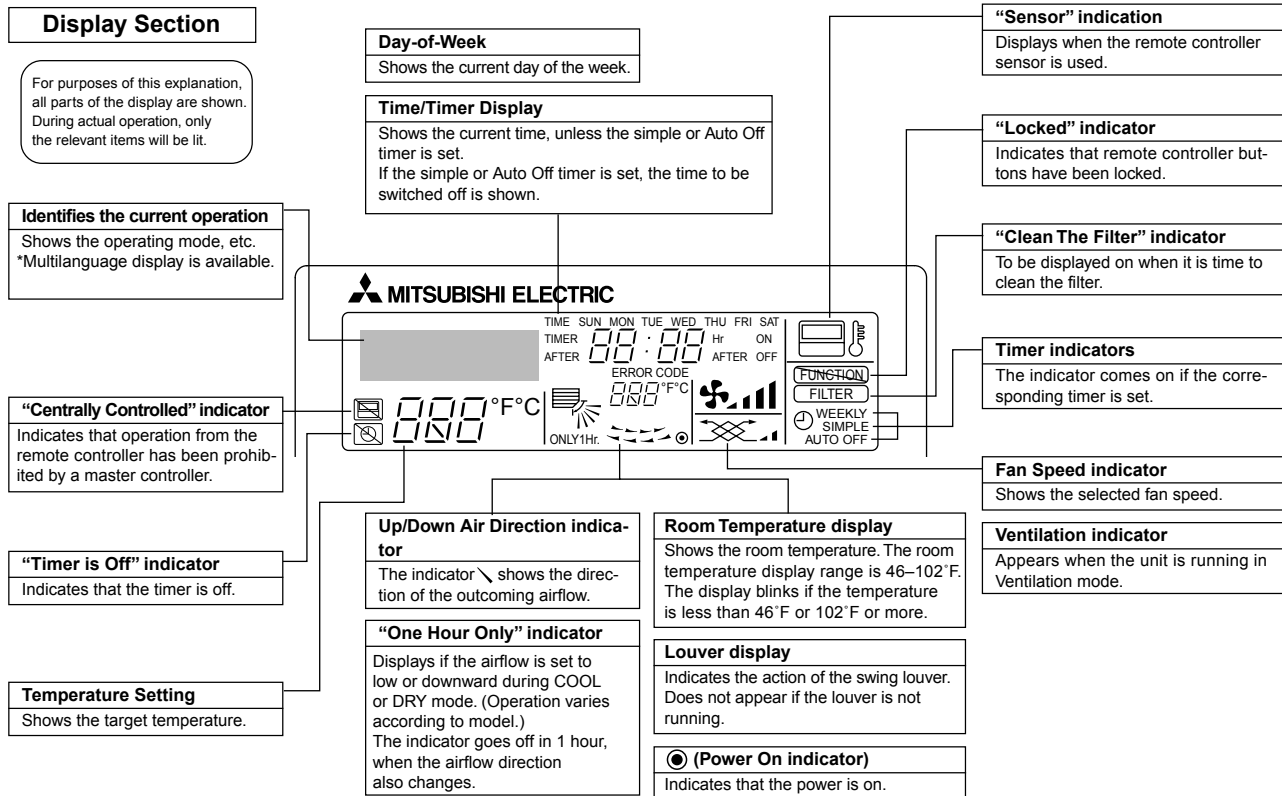 Display Section
For purposes of this explanation,
all parts of the display are shown.
During actual operation, only
the relevant items will be lit.
Identifies the current operation
Shows the operating mode, etc.
*Multilanguage display is available.
“Centrally Controlled” indicator
Indicates that operation from the
remote controller has been prohib-
ited by a master controller.
“Timer is Off” indicator
Indicates that the timer is off.
Temperature Setting
Shows the target temperature.
Day-of-Week
Shows the current day of the week.
Time/Timer Display
Shows the current time, unless the simple or Auto Off
timer is set.
If the simple or Auto Off timer is set, the time to be
switched off is shown.
MITSUBISHI ELECTRIC
TIME SUN MON TUE WED THU FRI SAT
TIMER 88:88 Hr ON
AFTER AFTER OFF
ERROR CODE
888 °F°C
888 °F°C
ONLY1Hr.
FUNCTION
FILTER
WEEKLY
SIMPLE
AUTO OFF
Up/Down Air Direction indica-
tor
The indicator shows the direc-
tion of the outcoming airflow.
“One Hour Only” indicator
Displays if the airflow is set to
low or downward during COOL
or DRY mode. (Operation varies
according to model.)
The indicator goes off in 1 hour,
when the airflow direction
also changes.
Room Temperature display
Shows the room temperature. The room
temperature display range is 46–102˚F.
The display blinks if the temperature
is less than 46˚F or 102˚F or more.
Louver display
Indicates the action of the swing louver.
Does not appear if the louver is not
running.
(Power On indicator)
Indicates that the power is on.
“Sensor” indication
Displays when the remote controller
sensor is used.
“Locked” indicator
Indicates that remote controller but-
tons have been locked.
“Clean The Filter” indicator
To be displayed on when it is time to
clean the filter.
Timer indicators
The indicator comes on if the corre-
sponding timer is set.
Fan Speed indicator
Shows the selected fan speed.
Ventilation indicator
Appears when the unit is running in
Ventilation mode.